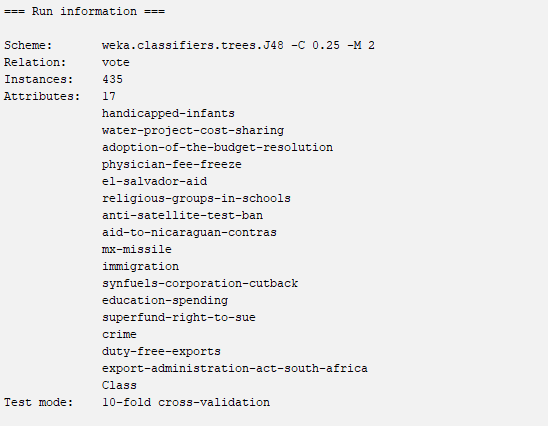 === Run information ===
Scheme: weka.classifiers.trees.J48 -C 0.25 -M 2
Relation: vote
Instances: 435
Attributes: 17
handicapped-infants
water-project-cost-sharing
adoption-of-the-budget-resolution
physician-fee-freeze
el-salvador-aid
religious-groups-in-schools
anti-satellite-test-ban
aid-to-nicaraguan-contras
mx-missile
immigration
synfuels-corporation-cutback
education-spending
superfund-right-to-sue
crime
duty-free-exports
export-administration-act-south-africa
Class
Test mode: 10-fold cross-validation